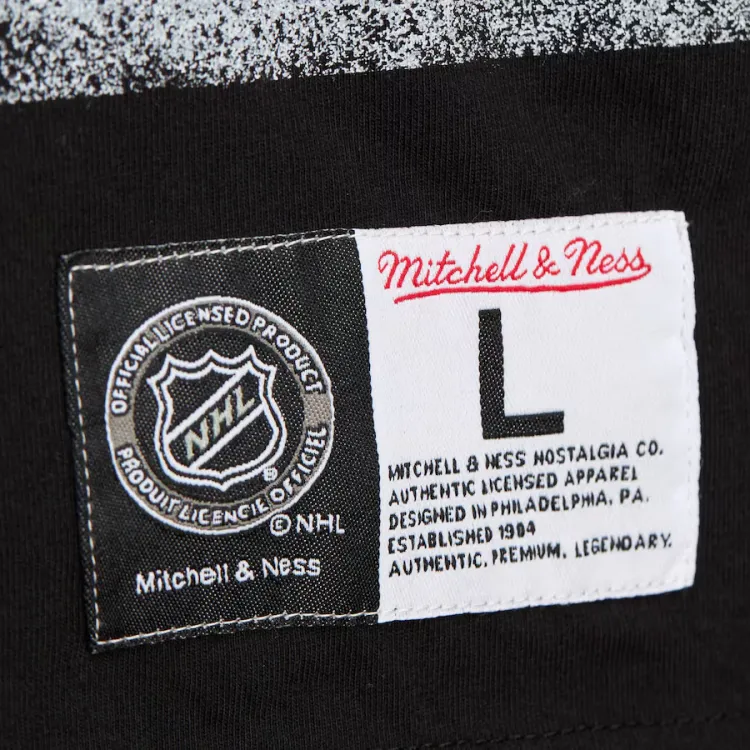 OFFICIAL LICENSED PRODUCT
NHL
®
PRODUIT LICENCIÉ OFFICIEL
© NHL
Mitchell & Ness
Mitchell & Ness
L
MITCHELL & NESS NOSTALGIA CO.
AUTHENTIC LICENSED APPAREL
DESIGNED IN PHILADELPHIA, PA.
ESTABLISHED 1904
AUTHENTIC. PREMIUM. LEGENDARY.